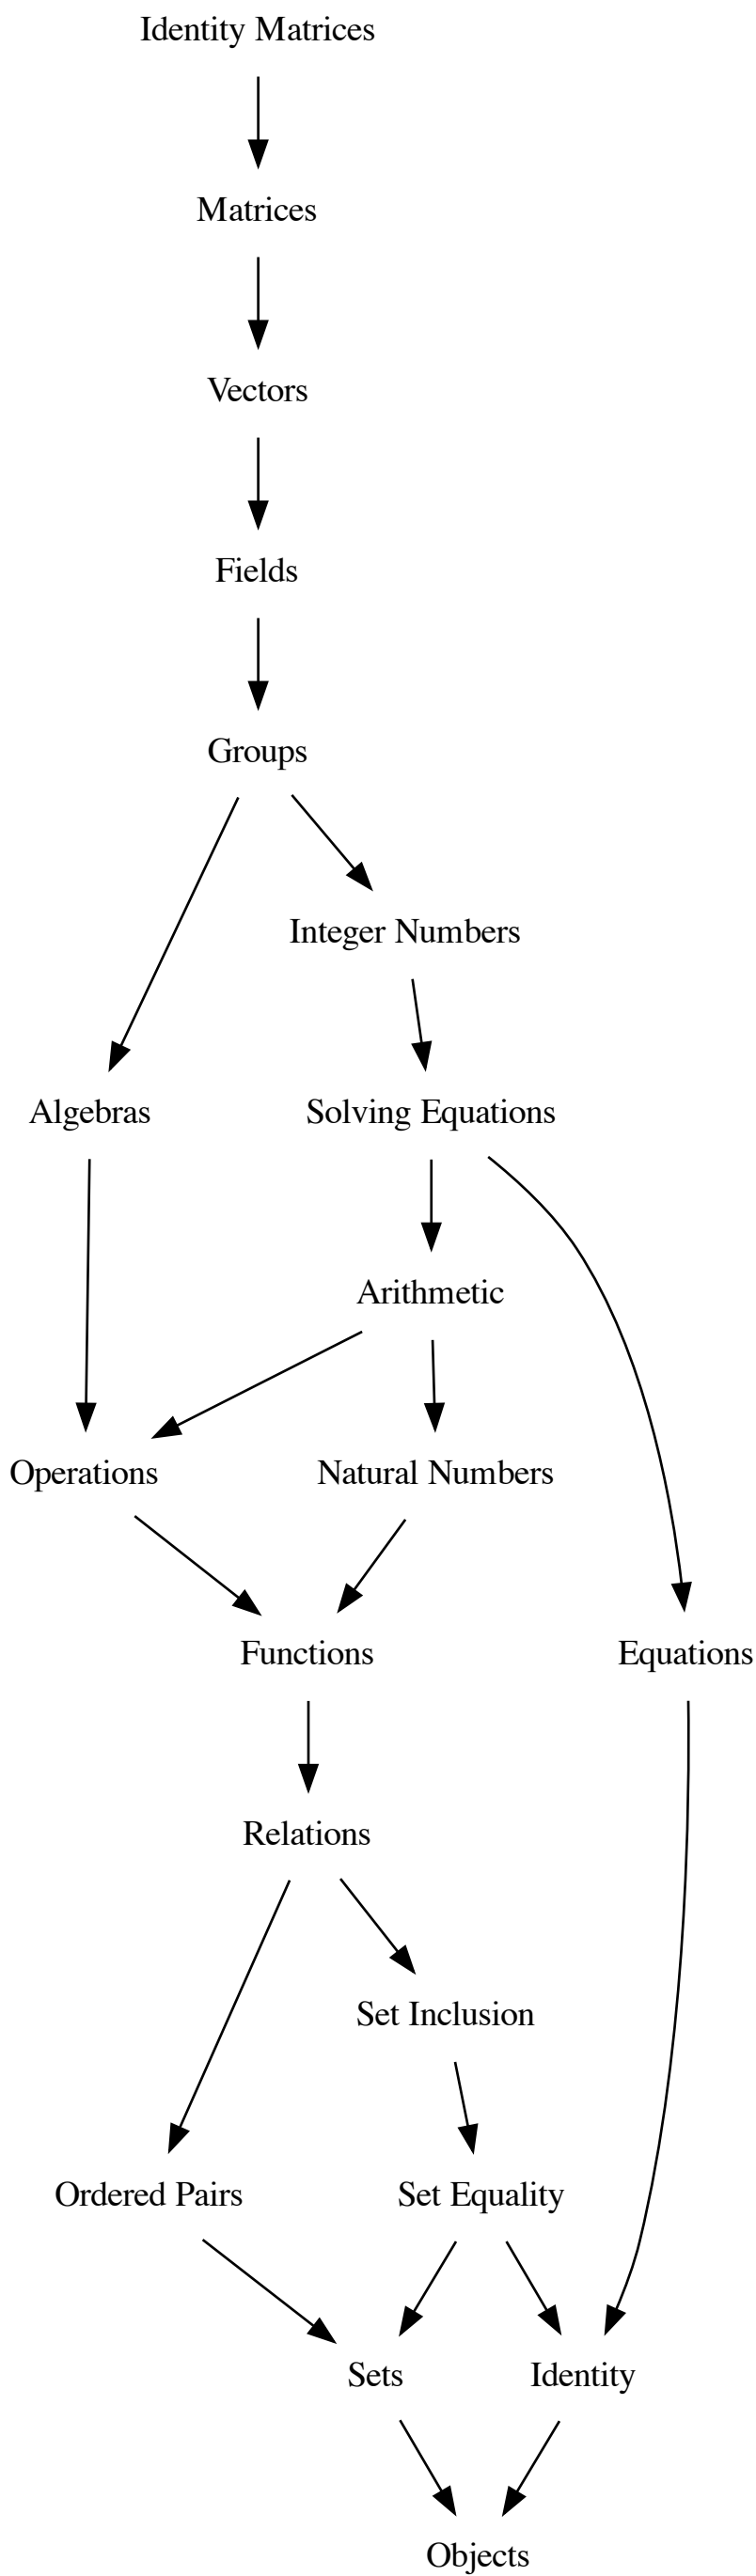 Identity Matrices
Matrices
Vectors
Fields
Groups
Integer Numbers
Algebras
Solving Equations
Arithmetic
Operations
Natural Numbers
Functions
Equations
Relations
Set Inclusion
Ordered Pairs
Set Equality
Sets
Identity
Objects